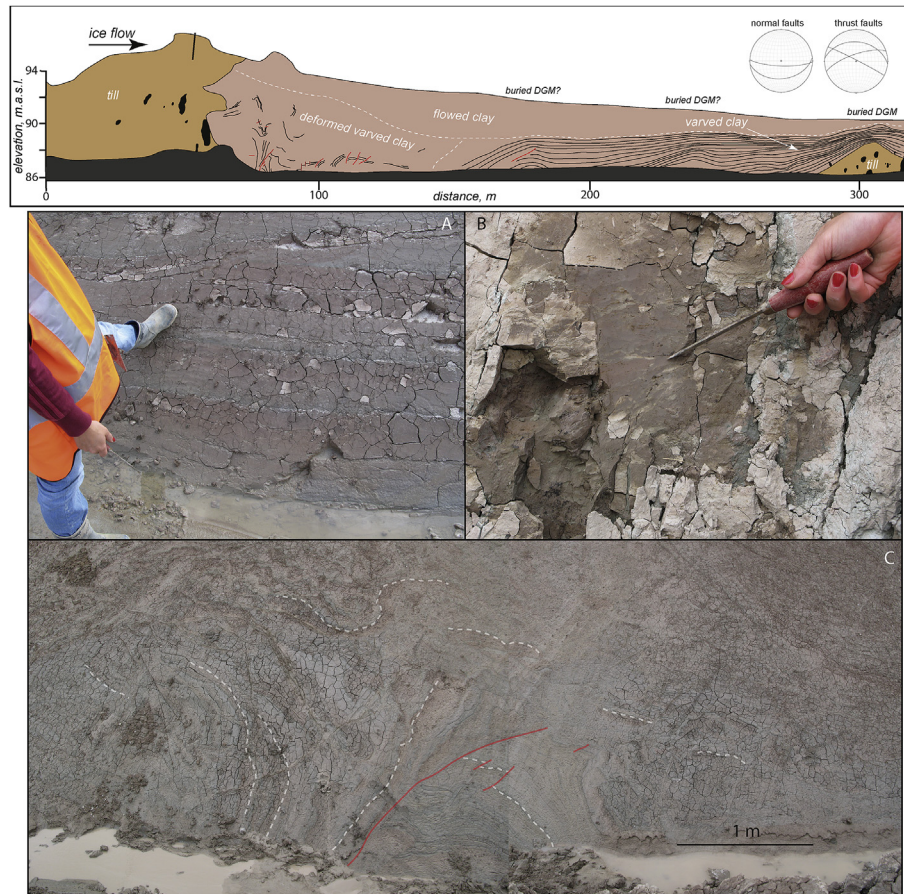 ice flow
normal faults
thrust faults
elevation, m.a.s.l.
94
90
86
till
deformed varved clay
flowed clay
buried DGM?
buried DGM?
buried DGM
varved clay
till
0
100
200
300
distance, m
A
B
C
1 m